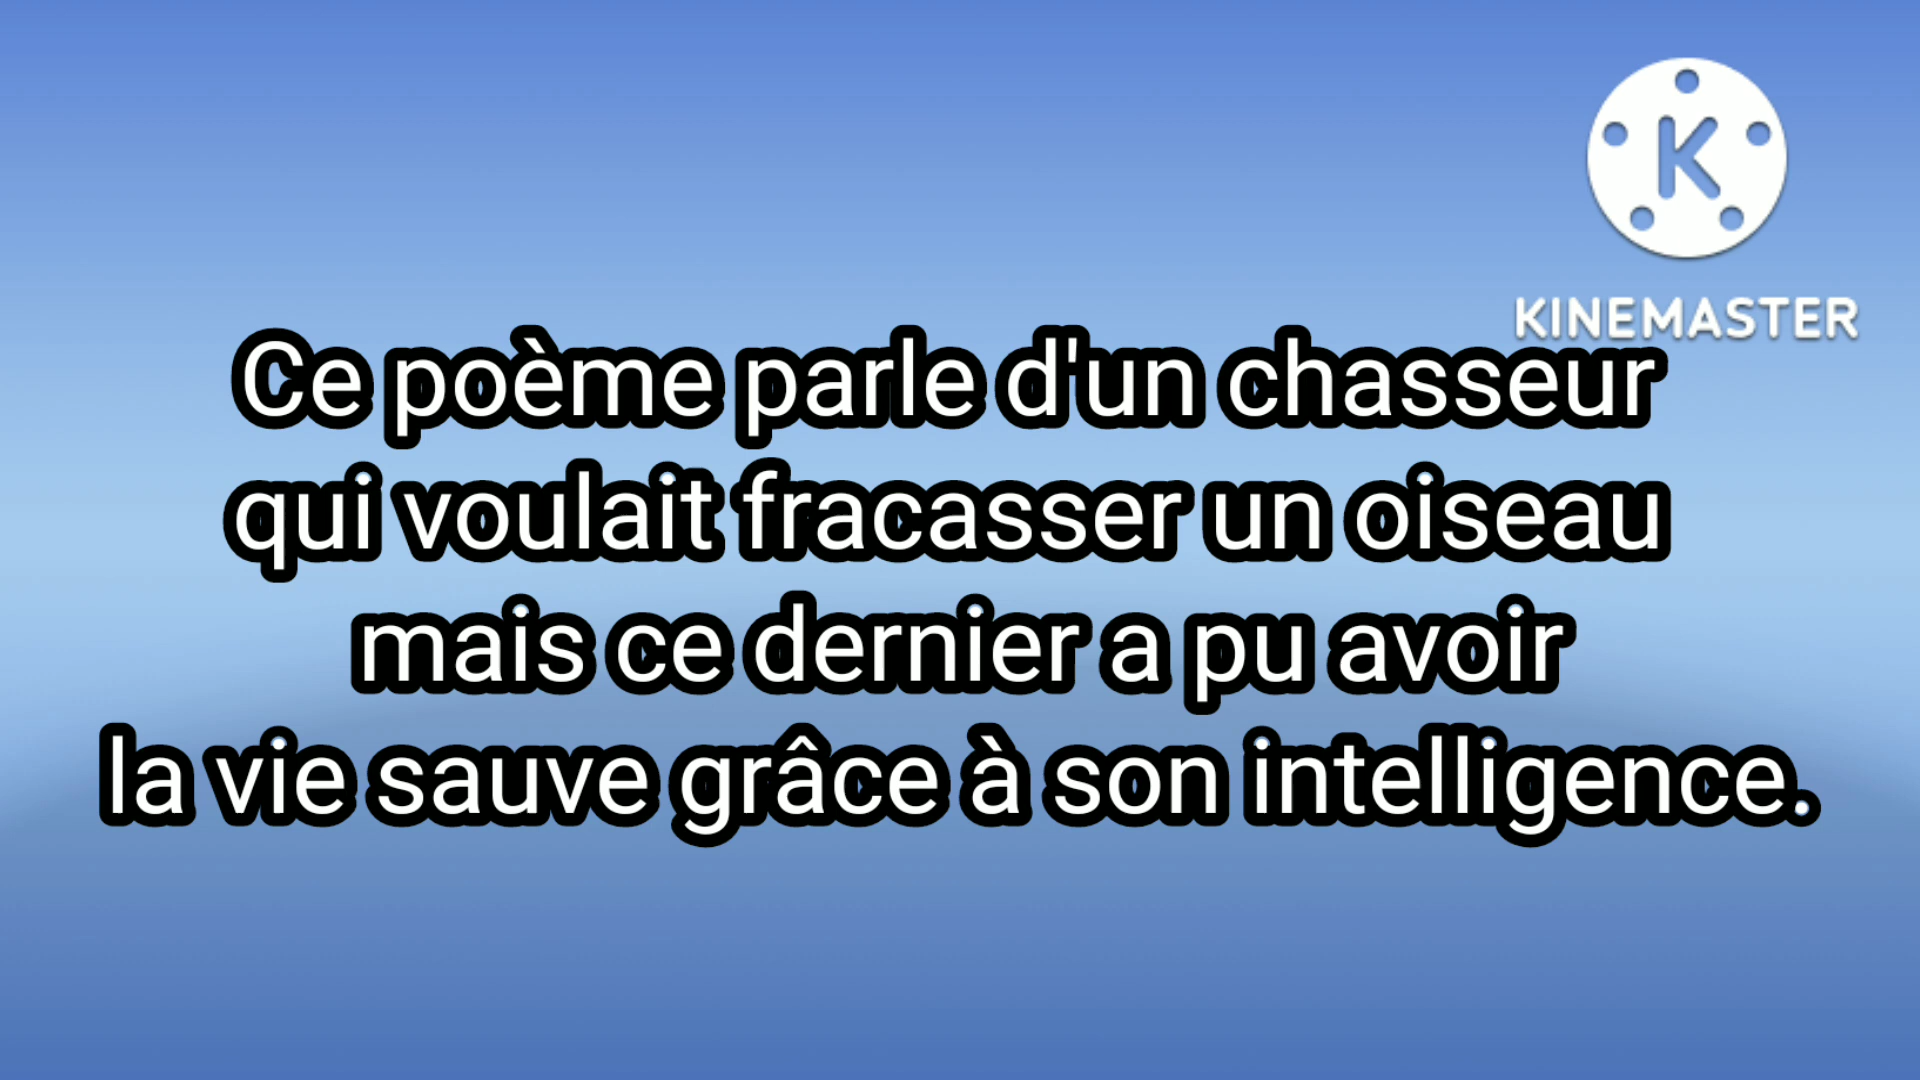 KINEMASTER
Ce poème parle d'un chasseur
qui voulait fracasser un oiseau
mais ce dernier a pu avoir
la vie sauve grâce à son intelligence.